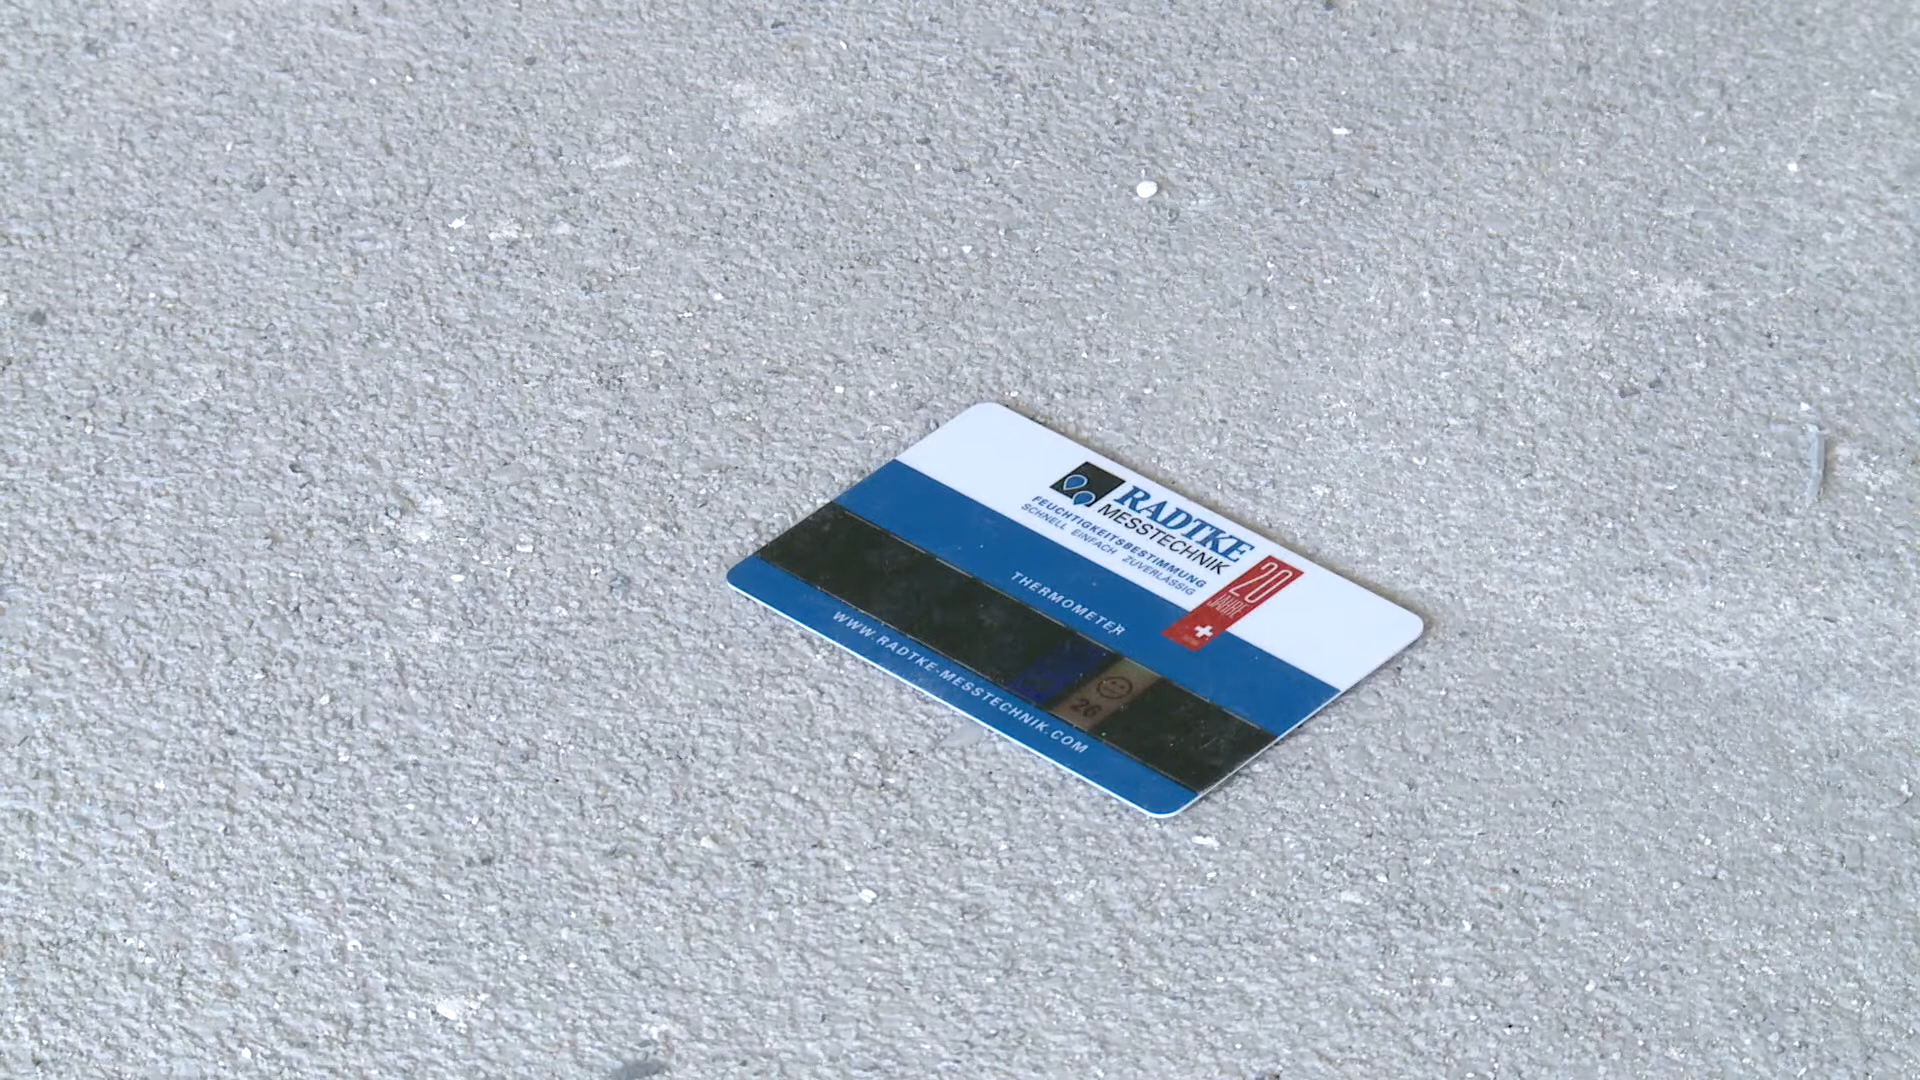 RADTKE
MESSTECHNIK
FEUCHTIGKEITSBESTIMMUNG
SCHNELL EINFACH ZUVERLÄSSIG
20
JAHRE
THERMOMETER
26
WWW.RADTKE-MESSTECHNIK.COM